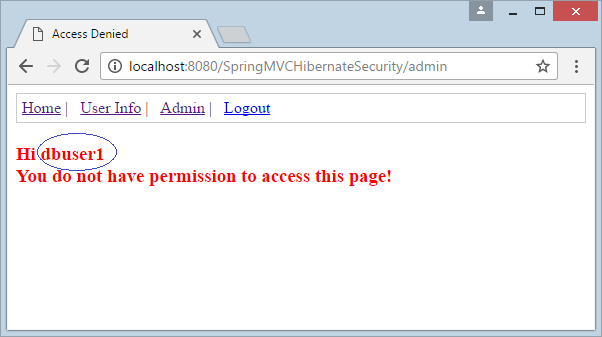 Access Denied
localhost:8080/SpringMVCHibernateSecurity/admin
Home | User Info | Admin | Logout
Hi dbuser1
You do not have permission to access this page!